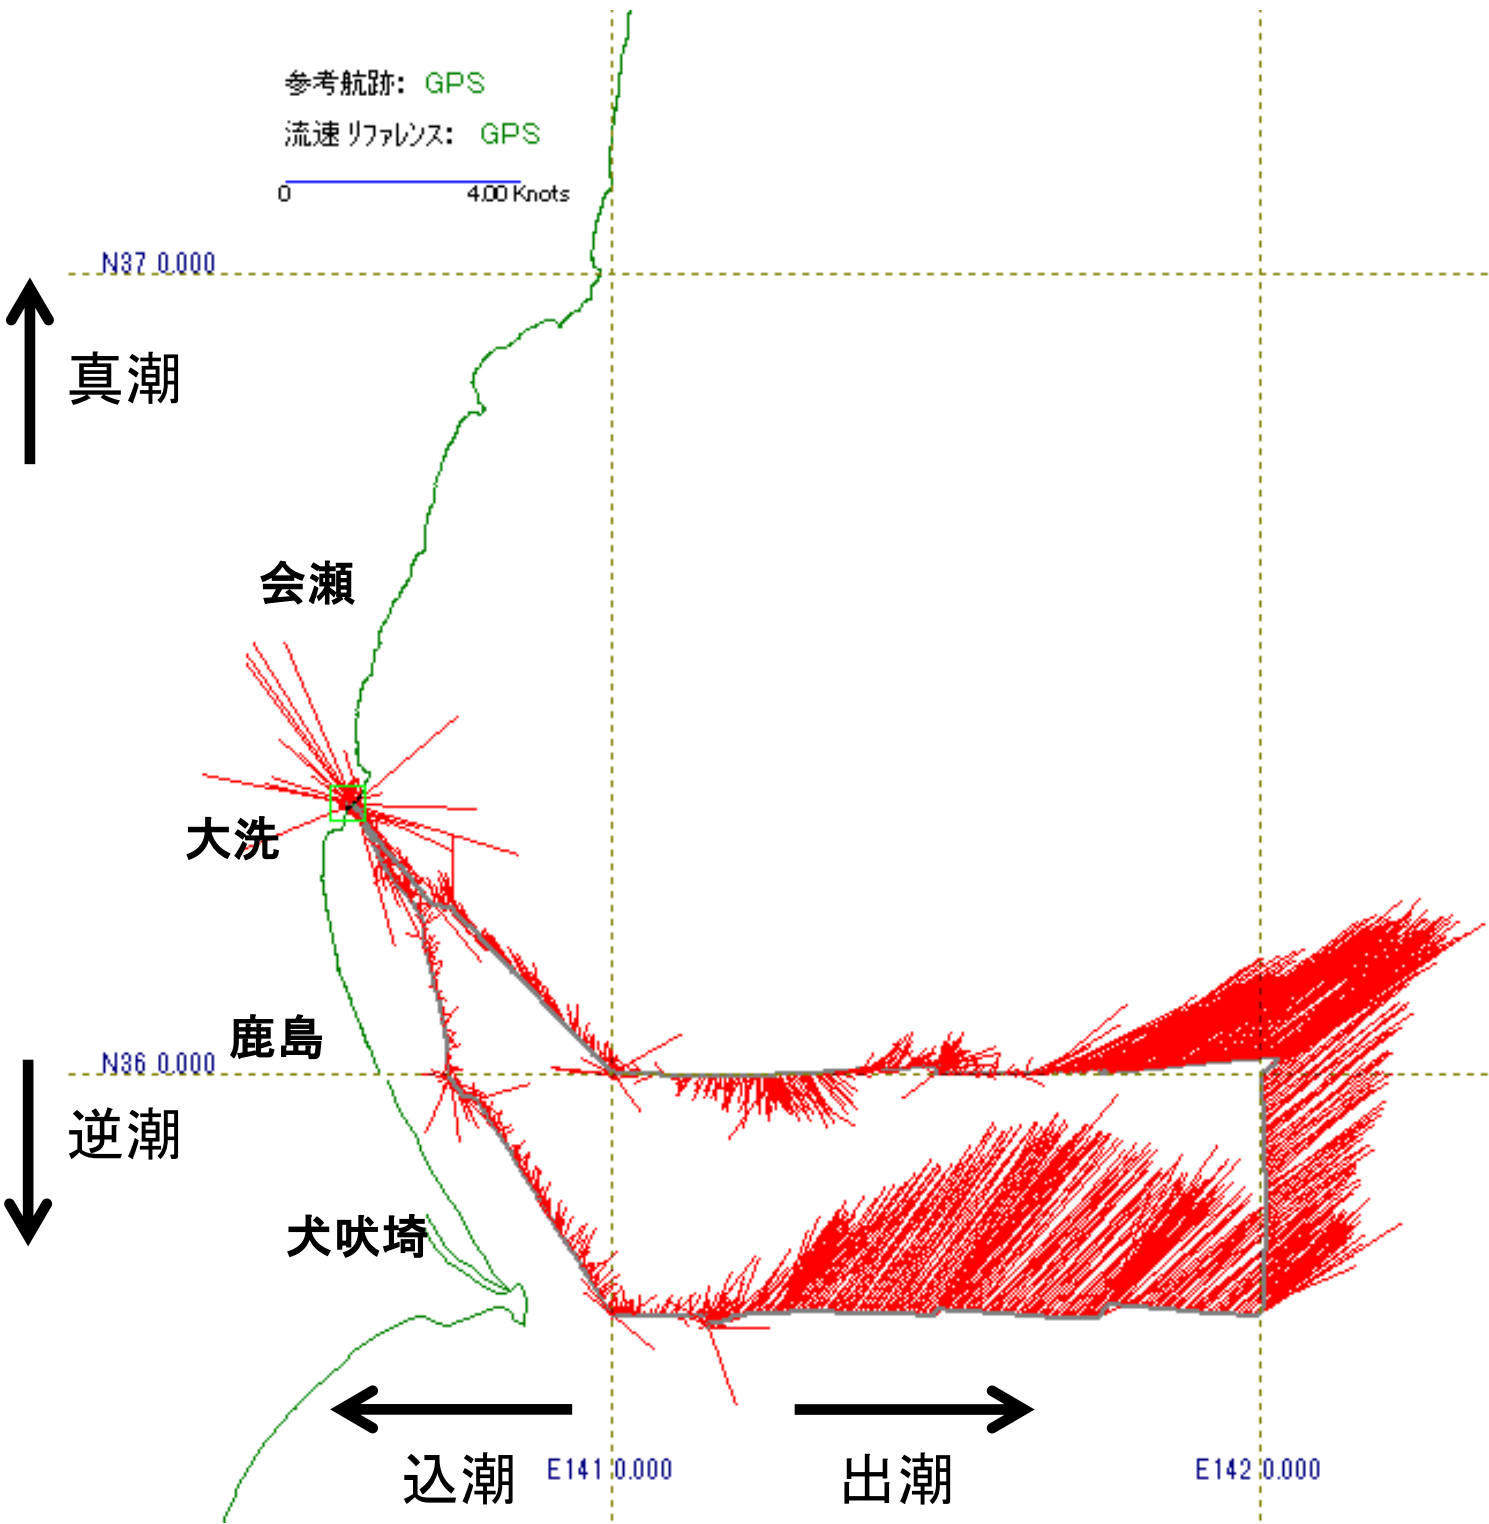 参考航跡: GPS
流速 リファレンス: GPS
0 4.00 Knots
N37 0.000
真潮
会瀬
大洗
鹿島
N36 0.000
逆潮
犬吠埼
込潮
出潮
E141 0.000
E142 0.000